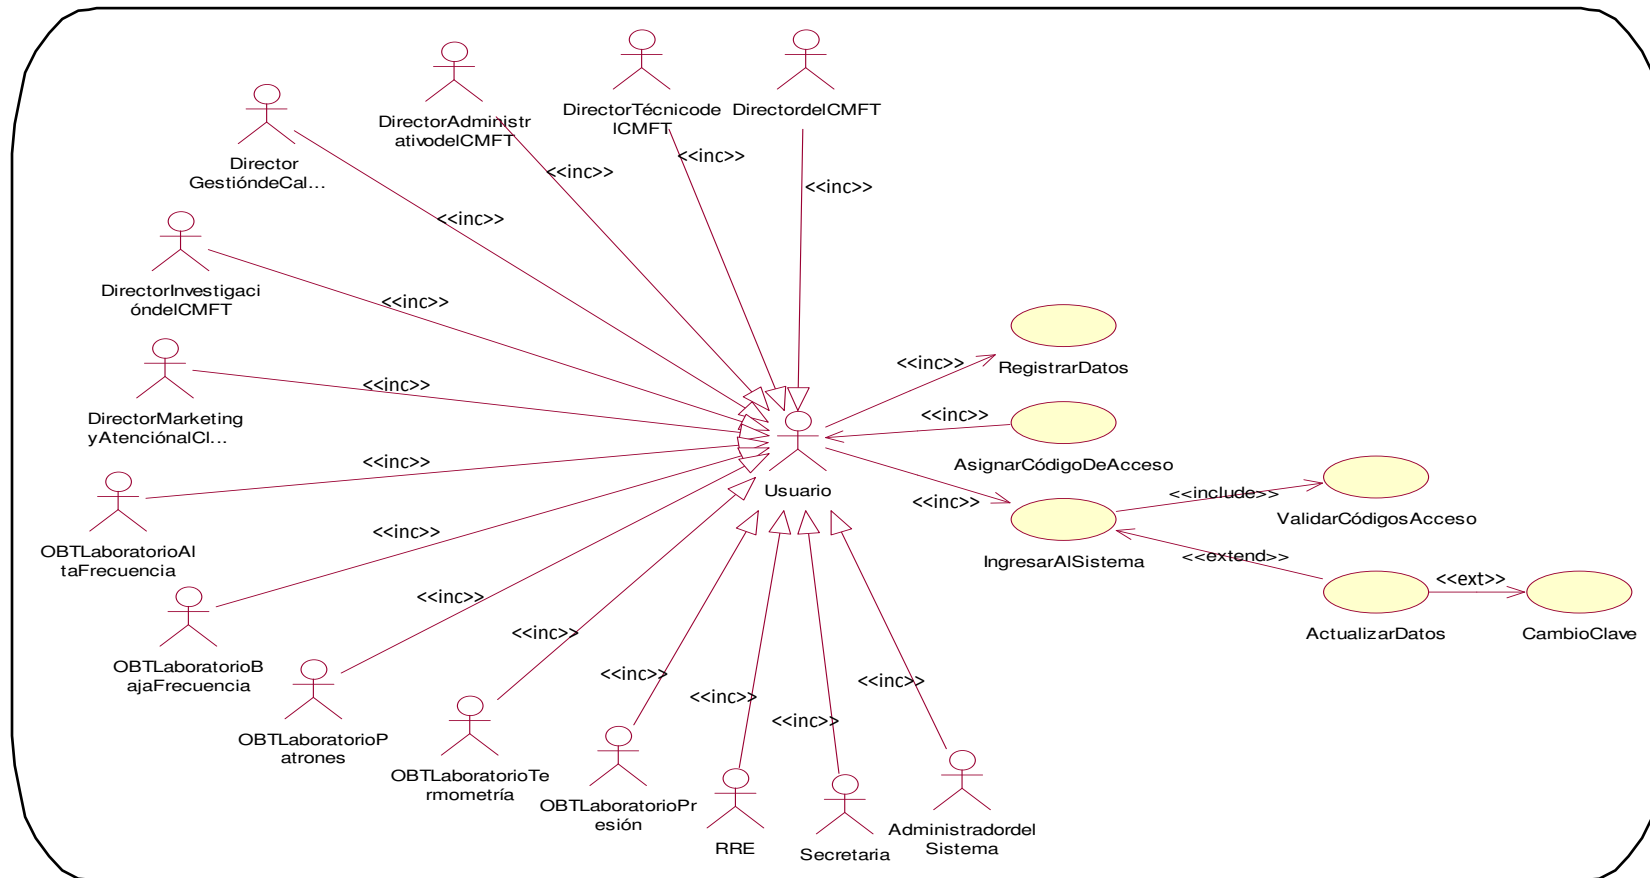 DirectorAdministr
ativodelCMFT
DirectorTécnicode
lCMFT
DirectordelCMFT
Director
GestióndeCal...
<<inc>>
<<inc>>
<<inc>>
<<inc>>
DirectorInvestigaci
óndelCMFT
<<inc>>
DirectorMarketing
yAtenciónalCl...
<<inc>>
<<inc>>
RegistrarDatos
<<inc>>
AsignarCódigoDeAcceso
OBTLaboratorioAl
taFrecuencia
<<inc>>
Usuario
<<inc>>
IngresarAlSistema
<<include>>
ValidarCódigosAcceso
<<extend>>
ActualizarDatos
<<ext>>
CambioClave
OBTLaboratorioB
ajaFrecuencia
<<inc>>
OBTLaboratorioP
atrones
<<inc>>
OBTLaboratorioTe
rmometría
<<inc>>
OBTLaboratorioPr
esión
<<inc>>
RRE
<<inc>>
Secretaria
<<inc>>
Administradordel
Sistema
<<inc>>